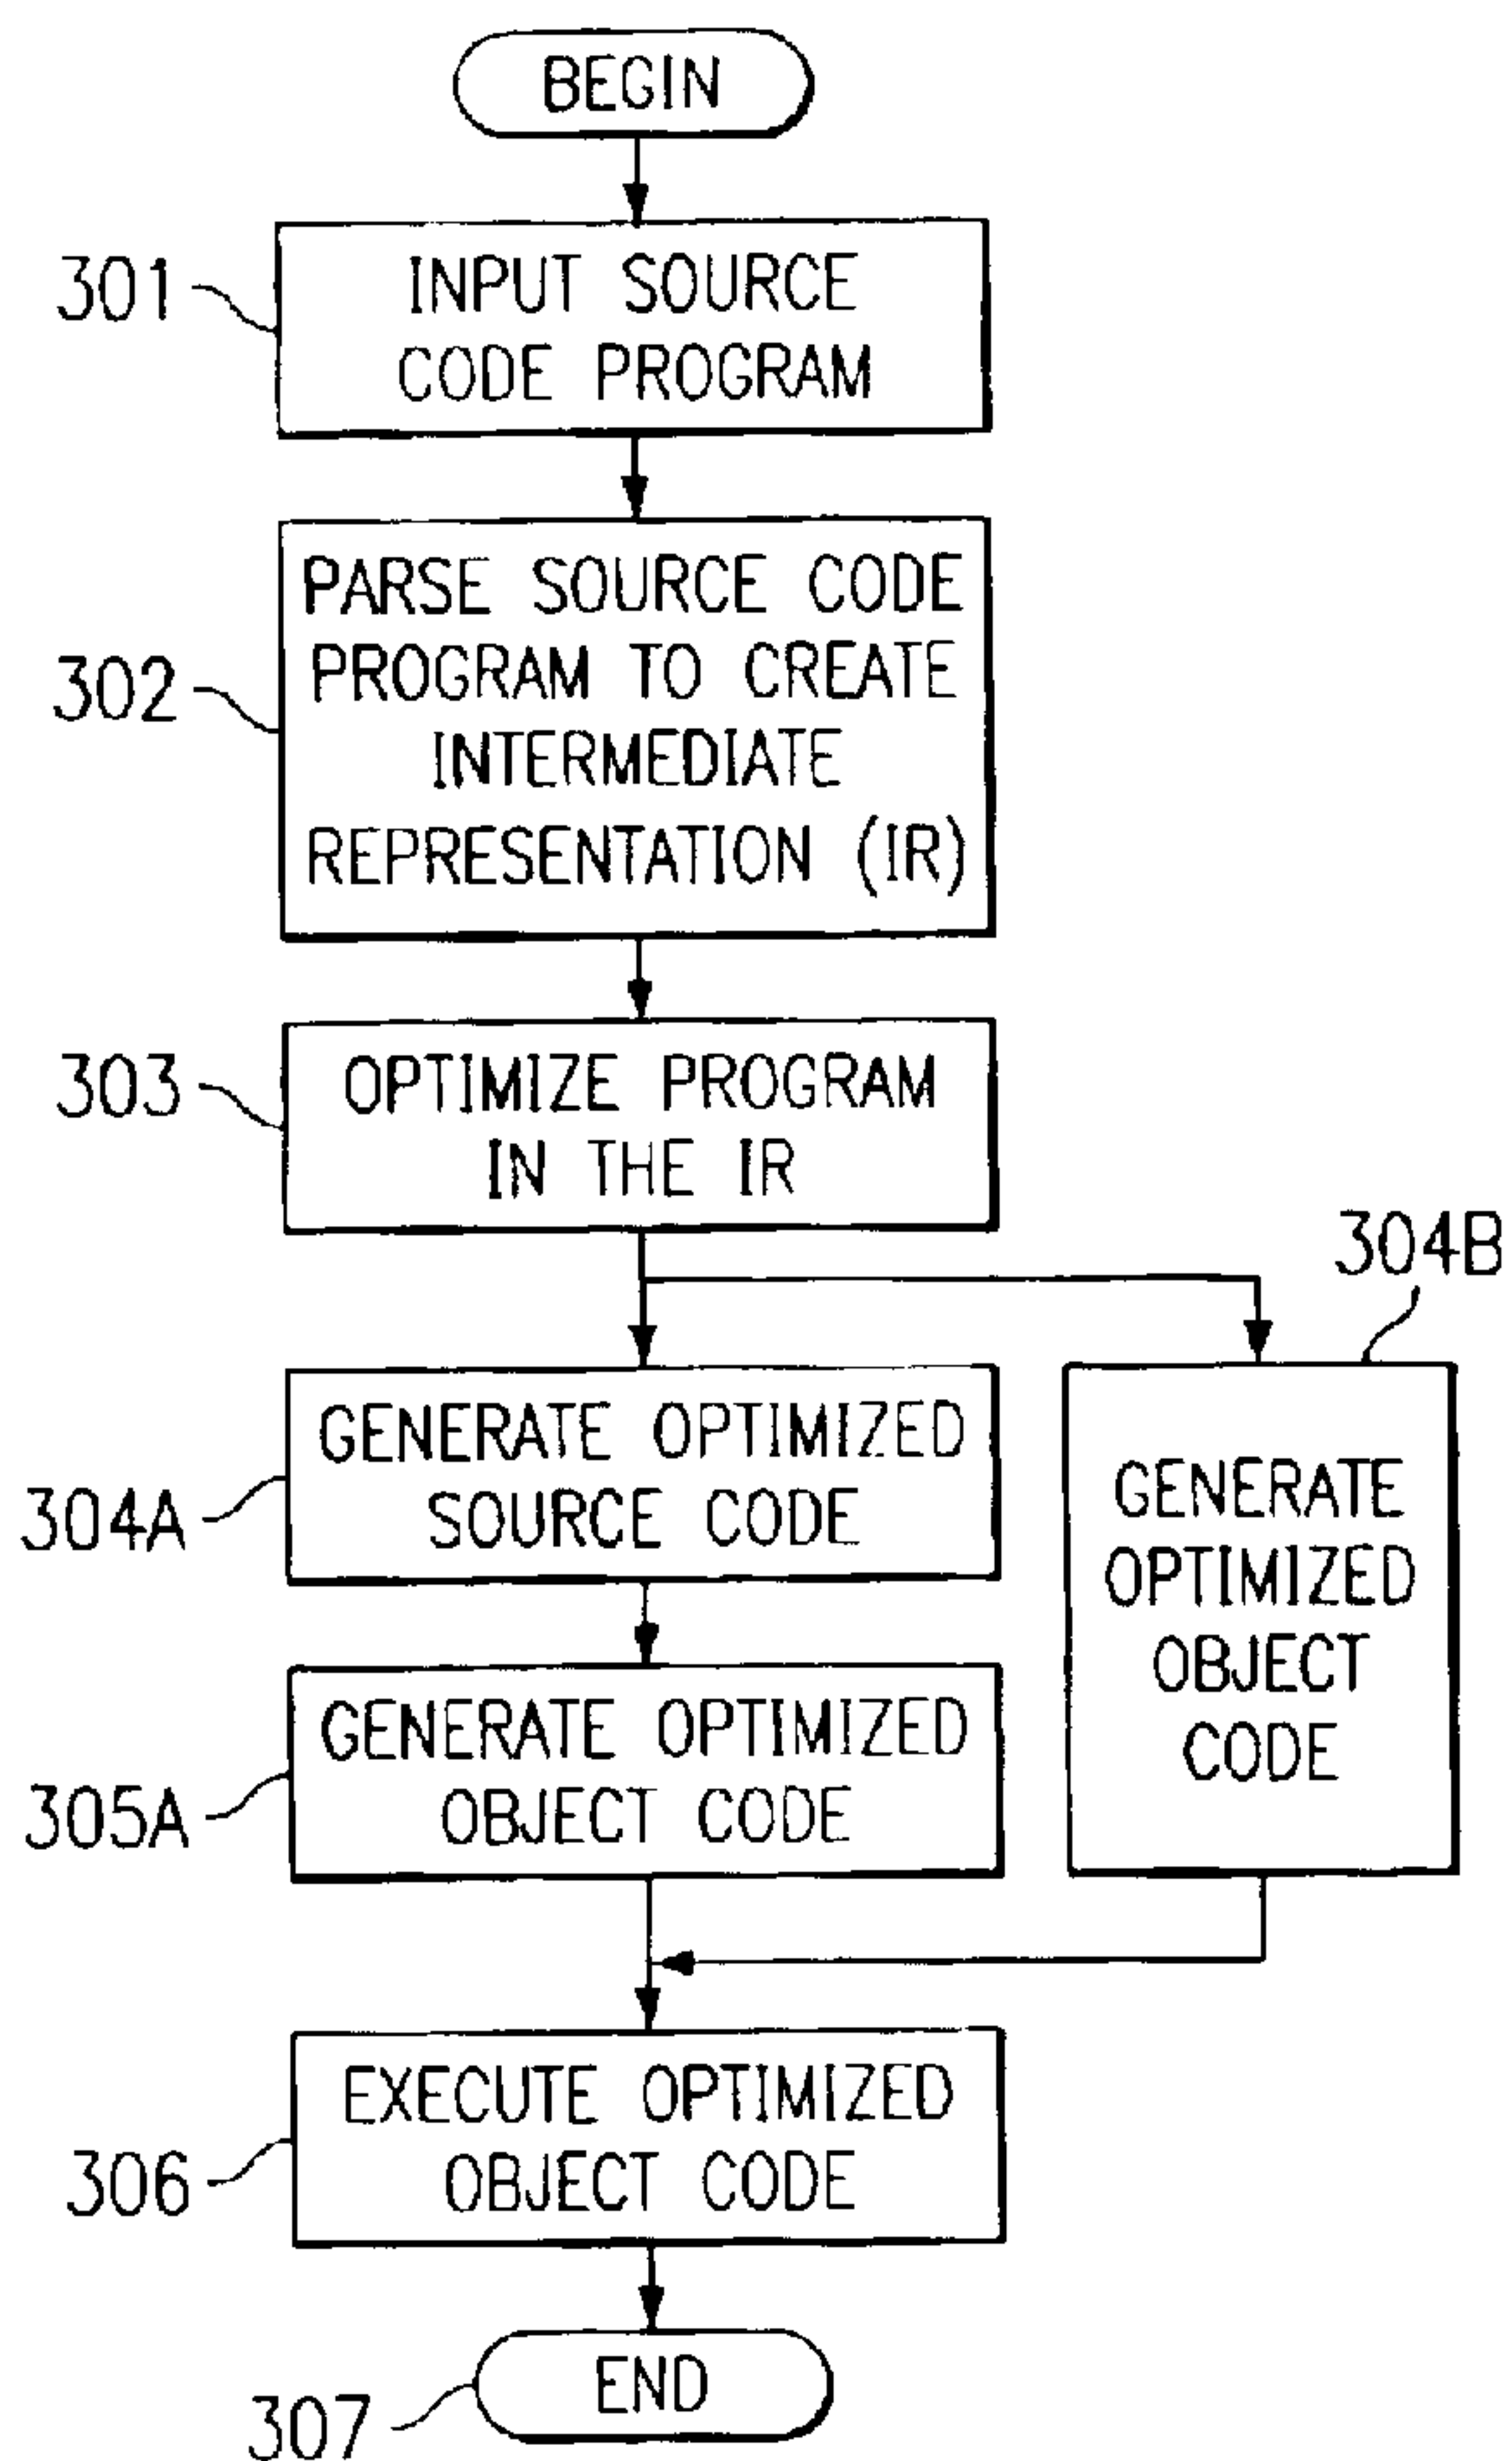 BEGIN
301
INPUT SOURCE
CODE PROGRAM
302
PARSE SOURCE CODE
PROGRAM TO CREATE
INTERMEDIATE
REPRESENTATION (IR)
303
OPTIMIZE PROGRAM
IN THE IR
304B
304A
GENERATE OPTIMIZED
SOURCE CODE
GENERATE
OPTIMIZED
OBJECT
CODE
305A
GENERATE OPTIMIZED
OBJECT CODE
306
EXECUTE OPTIMIZED
OBJECT CODE
END
307